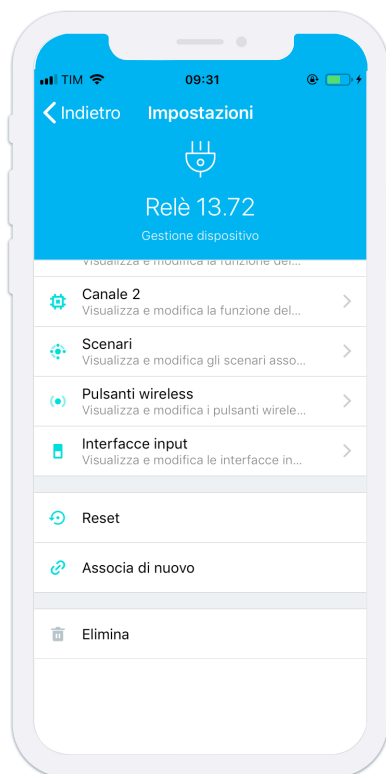 TIM 09:31
Indietro Impostazioni
Relè 13.72
Gestione dispositivo
Visualizza e modifica la funzione del...
Canale 2
Visualizza e modifica la funzione del...
Scenari
Visualizza e modifica gli scenari asso...
Pulsanti wireless
Visualizza e modifica i pulsanti wirele...
Interfacce input
Visualizza e modifica le interfacce in...
Reset
Associa di nuovo
Elimina